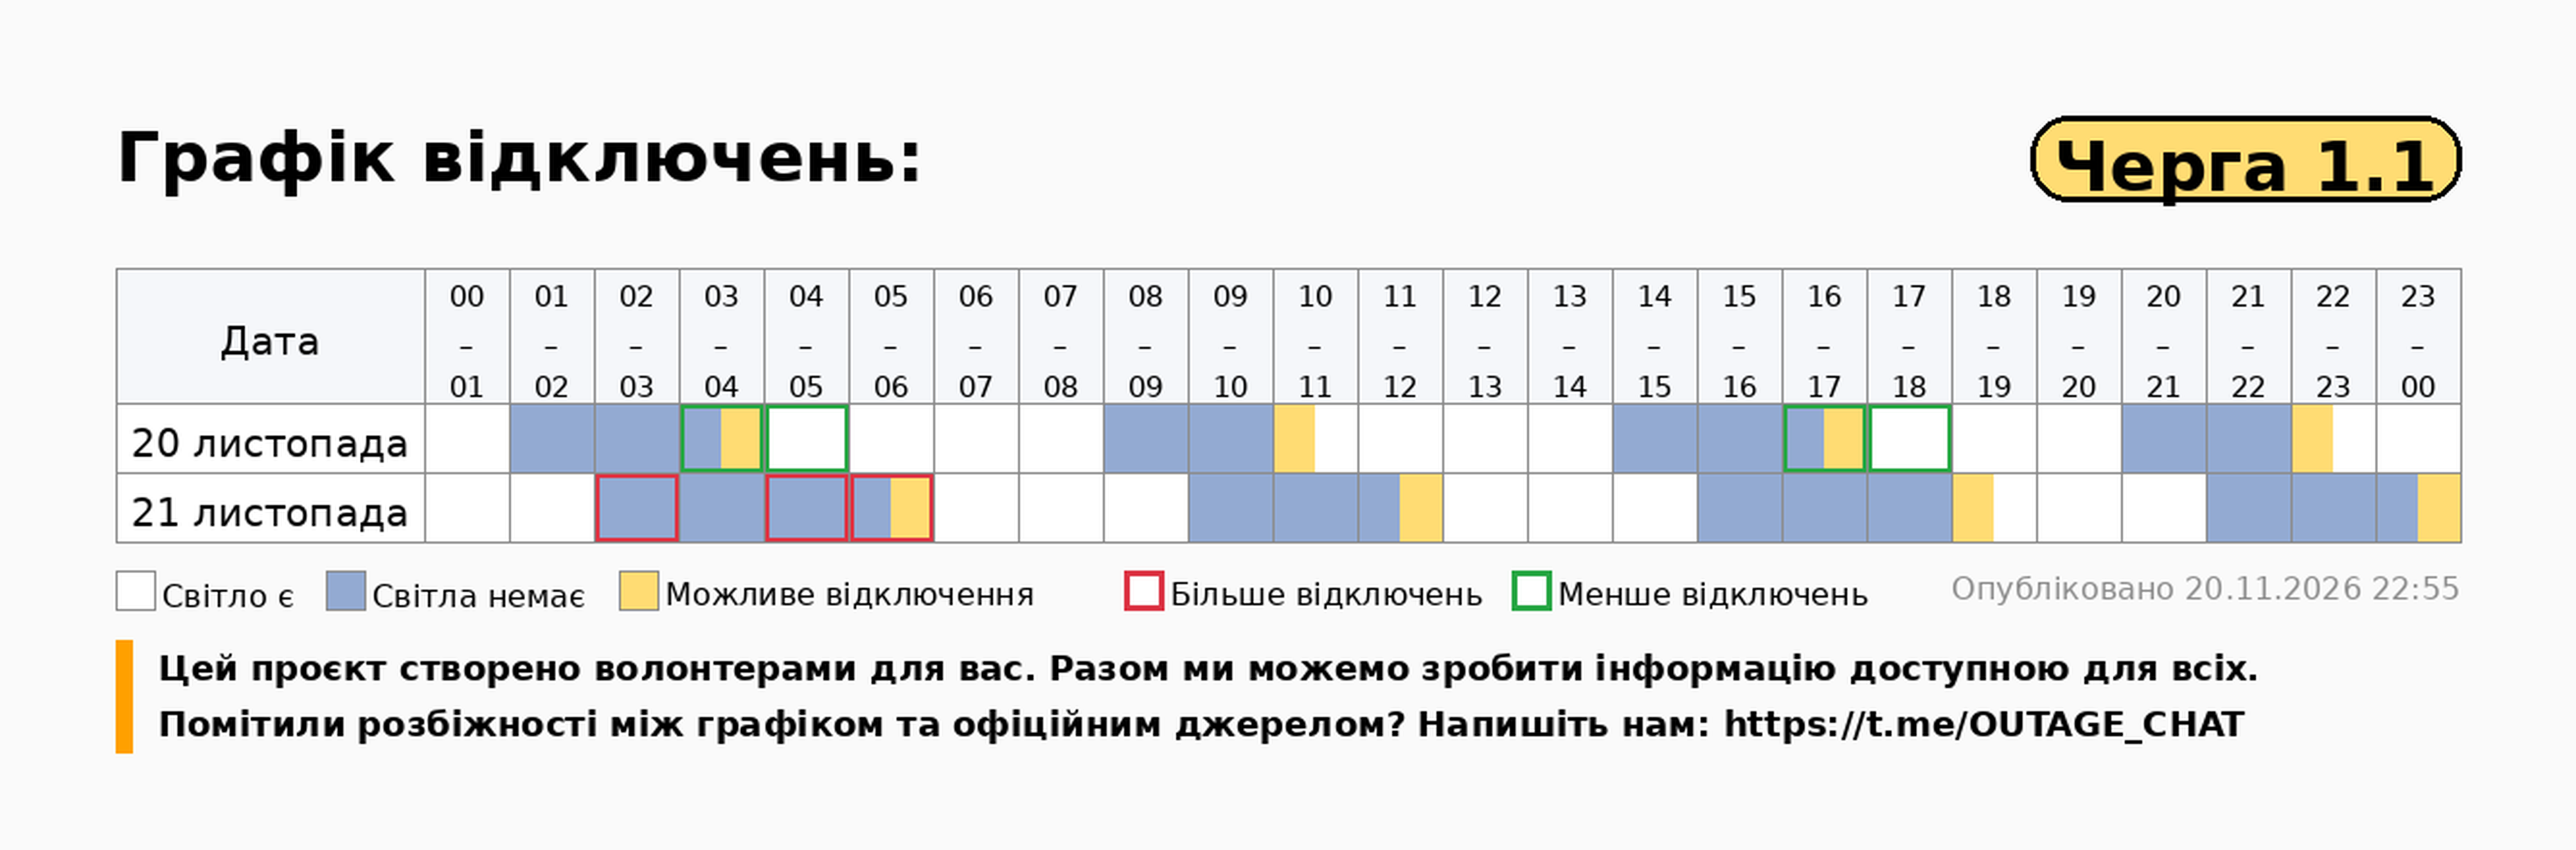 Графік відключень:
Черга 1.1
Дата
00 – 01
01 – 02
02 – 03
03 – 04
04 – 05
05 – 06
06 – 07
07 – 08
08 – 09
09 – 10
10 – 11
11 – 12
12 – 13
13 – 14
14 – 15
15 – 16
16 – 17
17 – 18
18 – 19
19 – 20
20 – 21
21 – 22
22 – 23
23 – 00
20 листопада
21 листопада
Світло є
Світла немає
Можливе відключення
Більше відключень
Менше відключень
Опубліковано 20.11.2026 22:55
Цей проєкт створено волонтерами для вас. Разом ми можемо зробити інформацію доступною для всіх.
Помітили розбіжності між графіком та офіційним джерелом? Напишіть нам: https://t.me/OUTAGE_CHAT